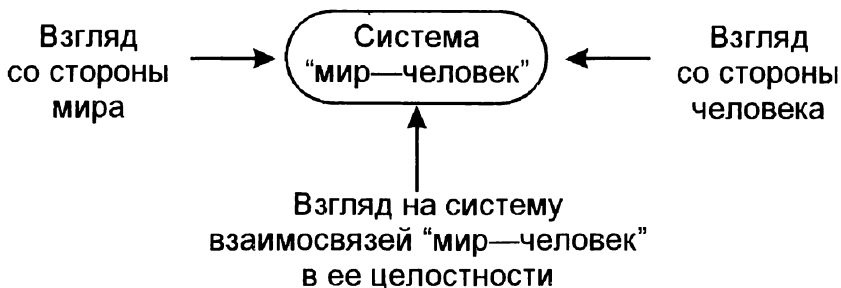 Взгляд
со стороны
мира
Система
“мир—человек”
Взгляд
со стороны
человека
Взгляд на систему
взаимосвязей “мир—человек”
в ее целостности